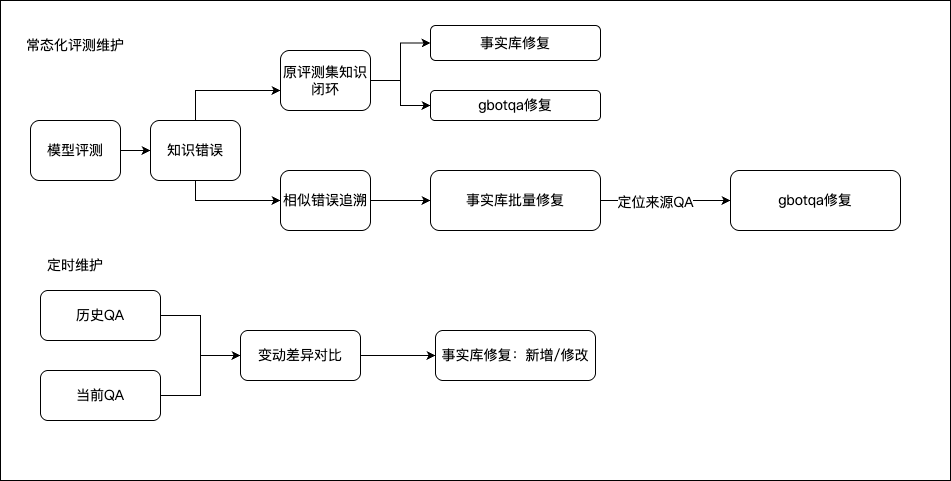 常态化评测维护
事实库修复
原评测集知识
闭环
gbotqa修复
模型评测
知识错误
相似错误追溯
事实库批量修复
定位来源QA
gbotqa修复
定时维护
历史QA
变动差异对比
事实库修复：新增/修改
当前QA